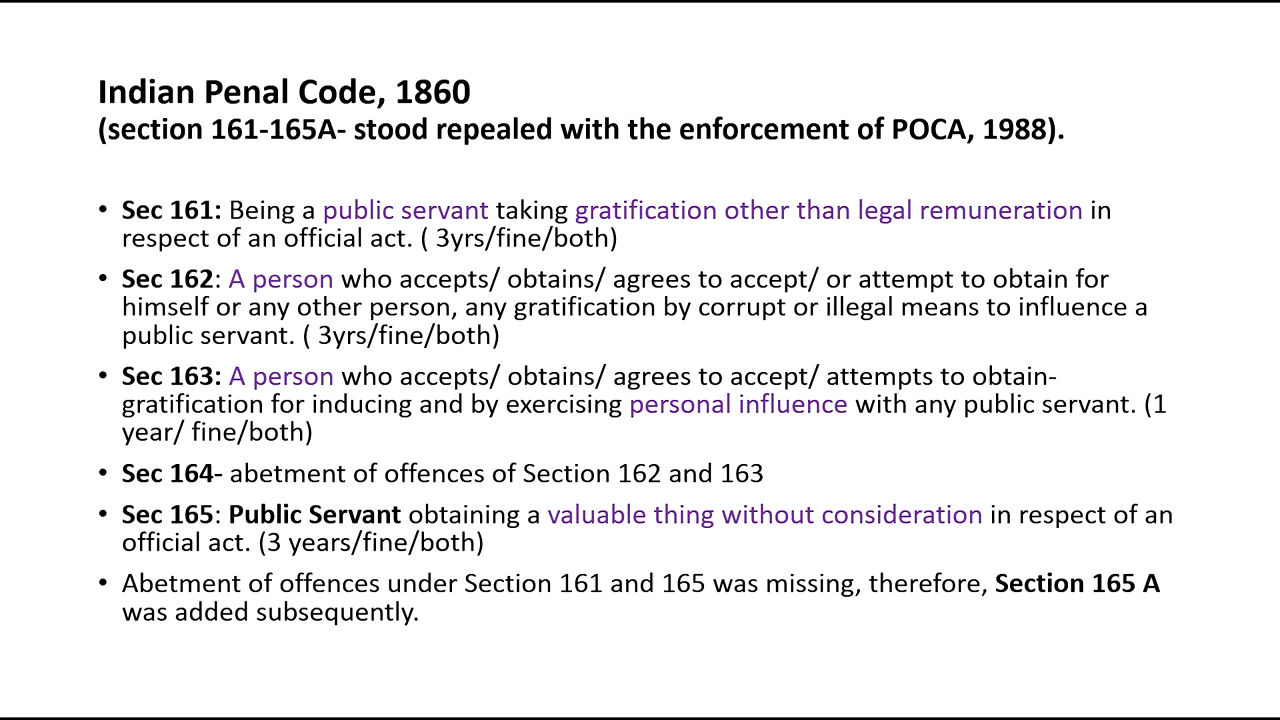 Indian Penal Code, 1860
(section 161-165A- stood repealed with the enforcement of POCA, 1988).
• Sec 161: Being a public servant taking gratification other than legal remuneration in
respect of an official act. ( 3yrs/fine/both)
• Sec 162: A person who accepts/ obtains/ agrees to accept/ or attempt to obtain for
himself or any other person, any gratification by corrupt or illegal means to influence a
public servant. ( 3yrs/fine/both)
• Sec 163: A person who accepts/ obtains/ agrees to accept/ attempts to obtain-
gratification for inducing and by exercising personal influence with any public servant. (1
year/ fine/both)
• Sec 164- abetment of offences of Section 162 and 163
• Sec 165: Public Servant obtaining a valuable thing without consideration in respect of an
official act. (3 years/fine/both)
• Abetment of offences under Section 161 and 165 was missing, therefore, Section 165 A
was added subsequently.